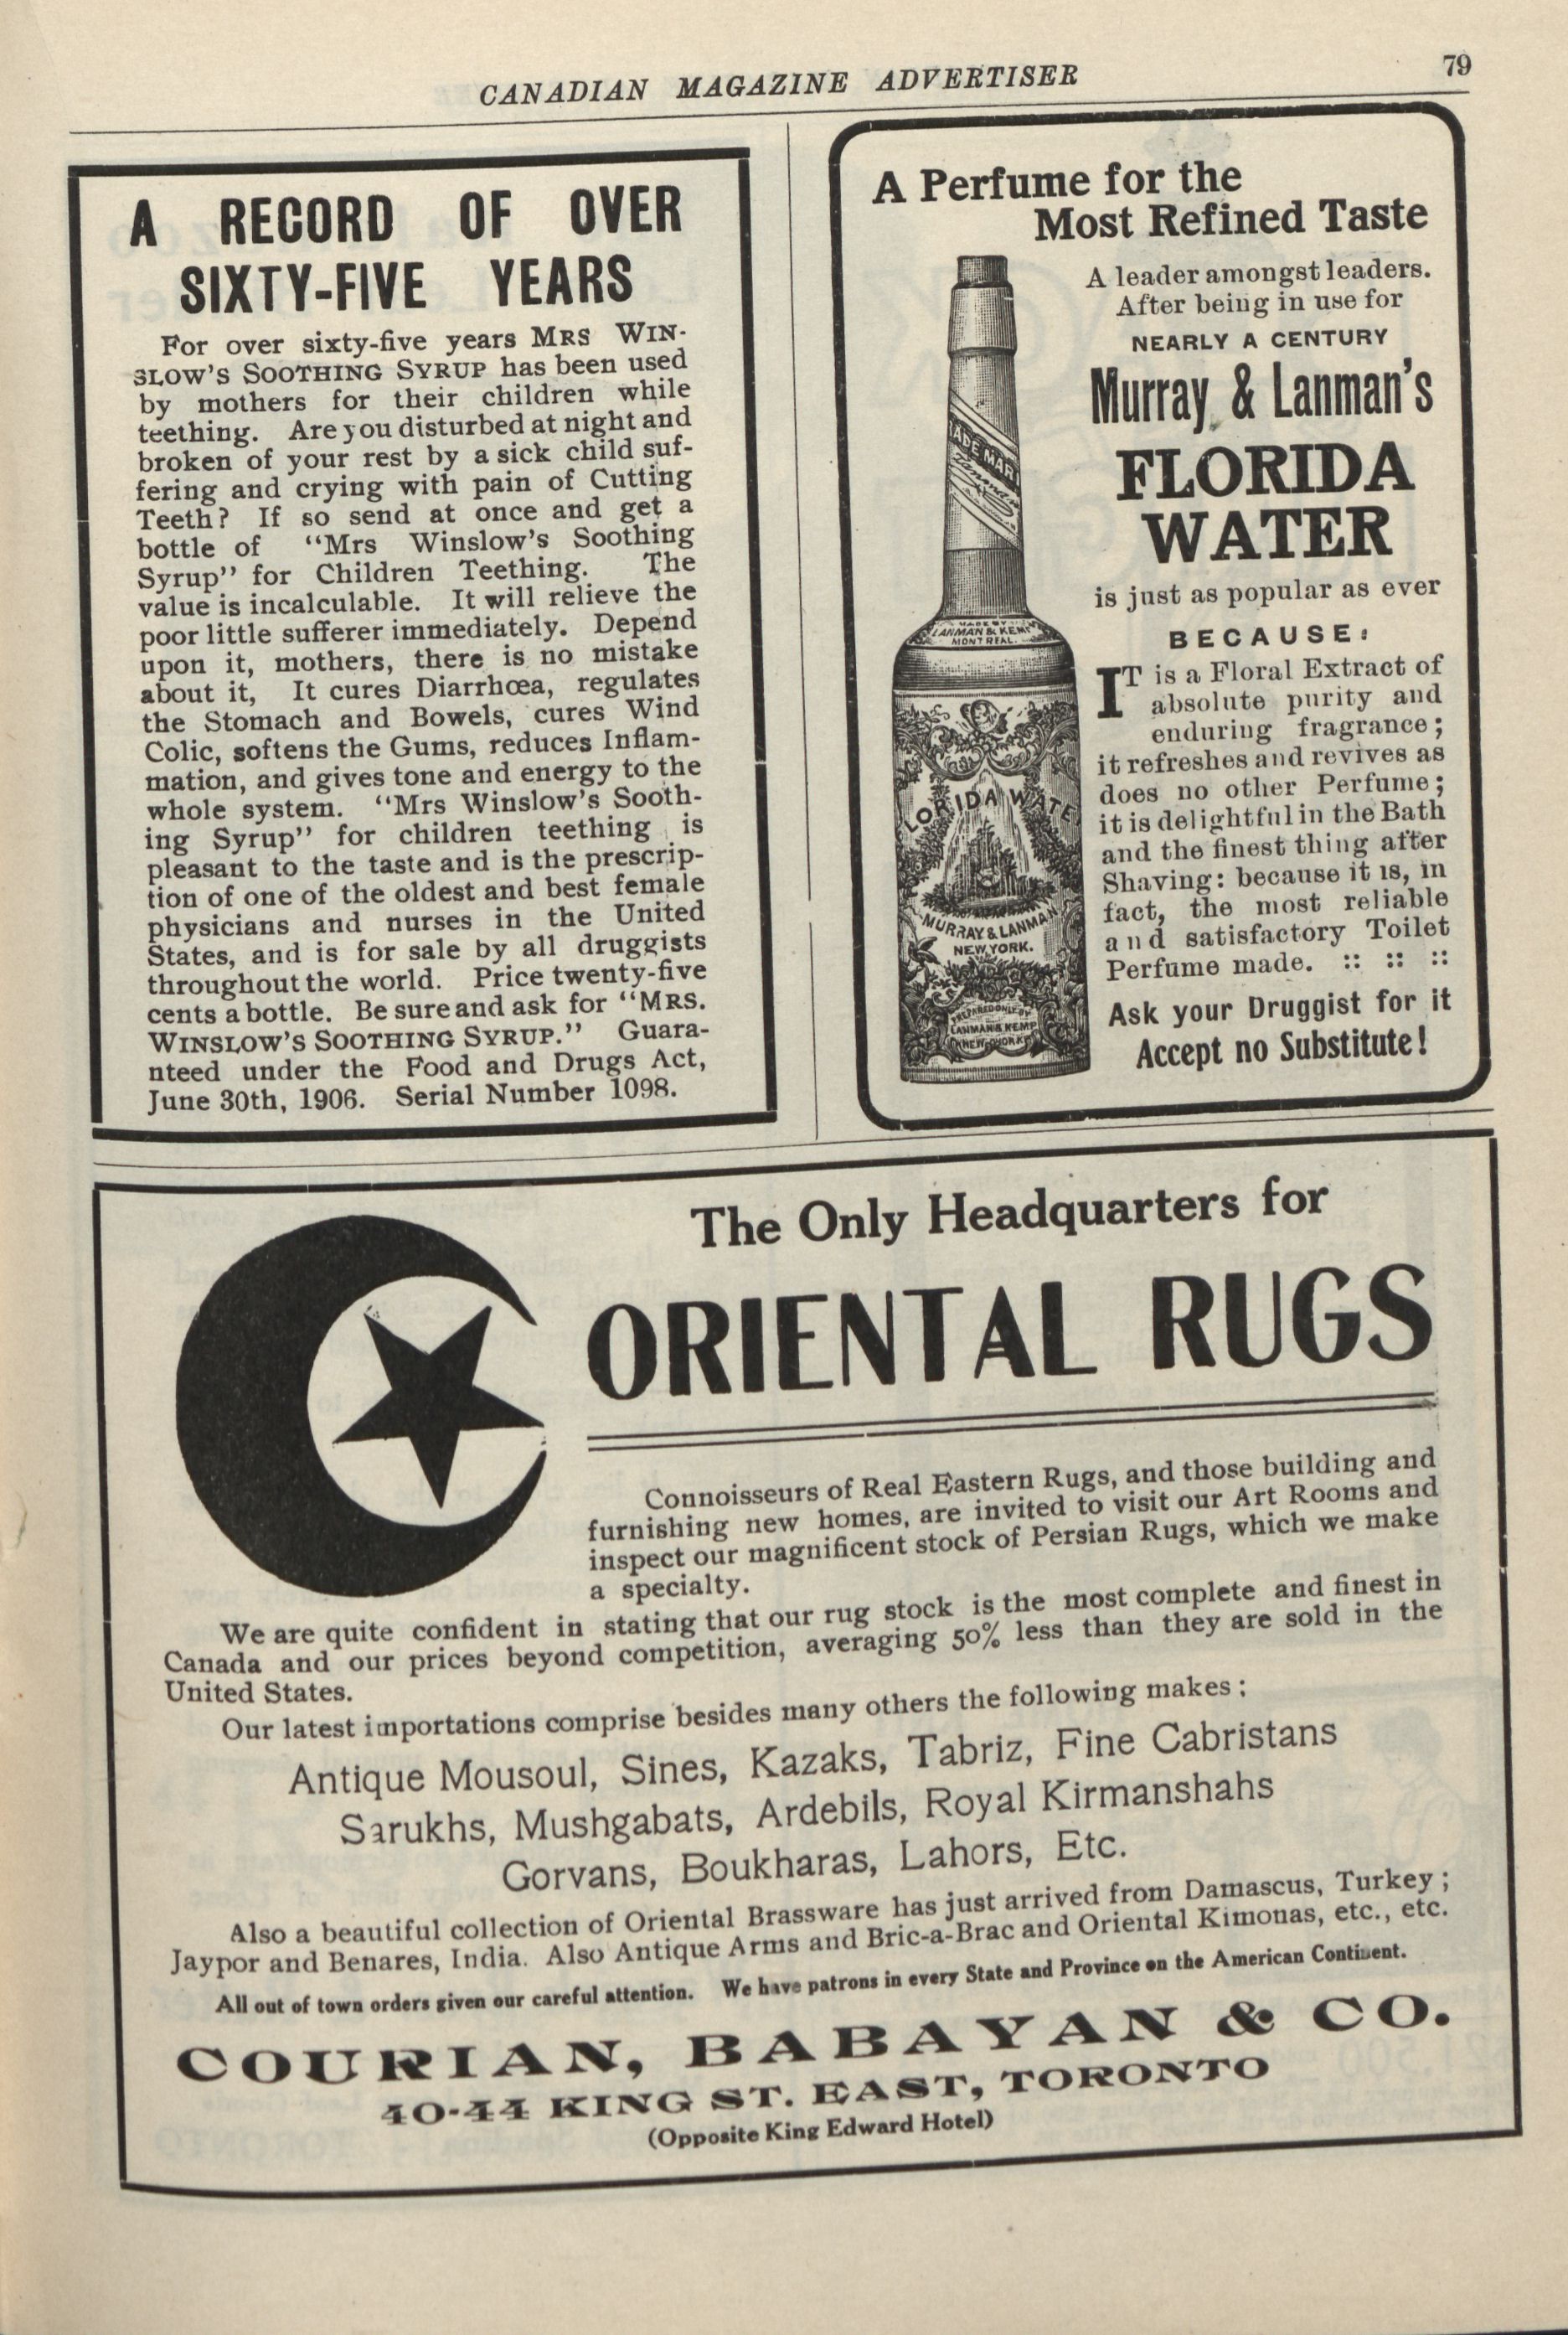 CANADIAN MAGAZINE ADVERTISER
79
A RECORD OF OVER
SIXTY-FIVE YEARS
For over sixty-five years MRS WIN-
SLOW'S SOOTHING SYRUP has been used
by mothers for their children while
teething. Are you disturbed at night and
broken of your rest by a sick child suf-
fering and crying with pain of Cutting
Teeth? If so send at once and get a
bottle of "Mrs Winslow's Soothing
Syrup" for Children Teething. The
value is incalculable. It will relieve the
poor little sufferer immediately. Depend
upon it, mothers, there is no mistake
about it, It cures Diarrhœa, regulates
the Stomach and Bowels, cures Wind
Colic, softens the Gums, reduces Inflam-
mation, and gives tone and energy to the
whole system. "Mrs Winslow's Sooth-
ing Syrup" for children teething is
pleasant to the taste and is the prescrip-
tion of one of the oldest and best female
physicians and nurses in the United
States, and is for sale by all druggists
throughout the world. Price twenty-five
cents a bottle. Be sure and ask for "MRS.
WINSLOW'S SOOTHING SYRUP." Guara-
nteed under the Food and Drugs Act,
June 30th, 1906. Serial Number 1098.
A Perfume for the
Most Refined Taste
A leader amongst leaders.
After being in use for
NEARLY A CENTURY
Murray & Lanman's
FLORIDA
WATER
is just as popular as ever
BECAUSE:
IT is a Floral Extract of
absolute purity and
enduring fragrance;
it refreshes and revives as
does no other Perfume;
it is delightful in the Bath
and the finest thing after
Shaving: because it is, in
fact, the most reliable
and satisfactory Toilet
Perfume made. :: :: ::
Ask your Druggist for it
Accept no Substitute!
RADE MAR
MADE BY
LANMAN & KEMP
MONTREAL.
LORIDA WATE
MURRAY & LANMAN
NEW YORK.
PREPARED ONLY BY
LANMAN & KEMP
NEW-YORK
The Only Headquarters for
ORIENTAL RUGS
Connoisseurs of Real Eastern Rugs, and those building and
furnishing new homes, are invited to visit our Art Rooms and
inspect our magnificent stock of Persian Rugs, which we make
a specialty.
We are quite confident in stating that our rug stock is the most complete and finest in
Canada and our prices beyond competition, averaging 50% less than they are sold in the
United States.
Our latest importations comprise besides many others the following makes;
Antique Mousoul, Sines, Kazaks, Tabriz, Fine Cabristans
Sarukhs, Mushgabats, Ardebils, Royal Kirmanshahs
Gorvans, Boukharas, Lahors, Etc.
Also a beautiful collection of Oriental Brassware has just arrived from Damascus, Turkey;
Jaypor and Benares, India. Also Antique Arms and Bric-a-Brac and Oriental Kimonas, etc., etc.
All out of town orders given our careful attention. We have patrons in every State and Province on the American Continent.
COURIAN, BABAYAN & CO.
40-44 KING ST. EAST, TORONTO
(Opposite King Edward Hotel)